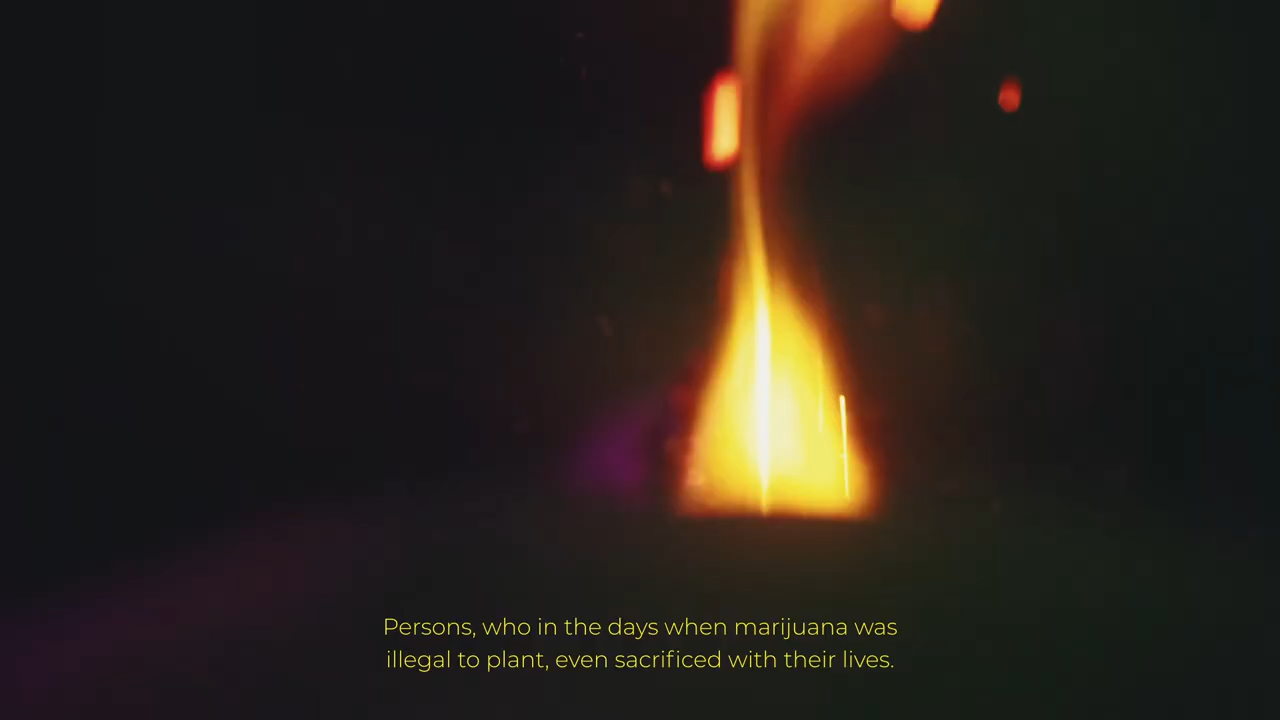 Persons, who in the days when marijuana was
illegal to plant, even sacrificed with their lives.